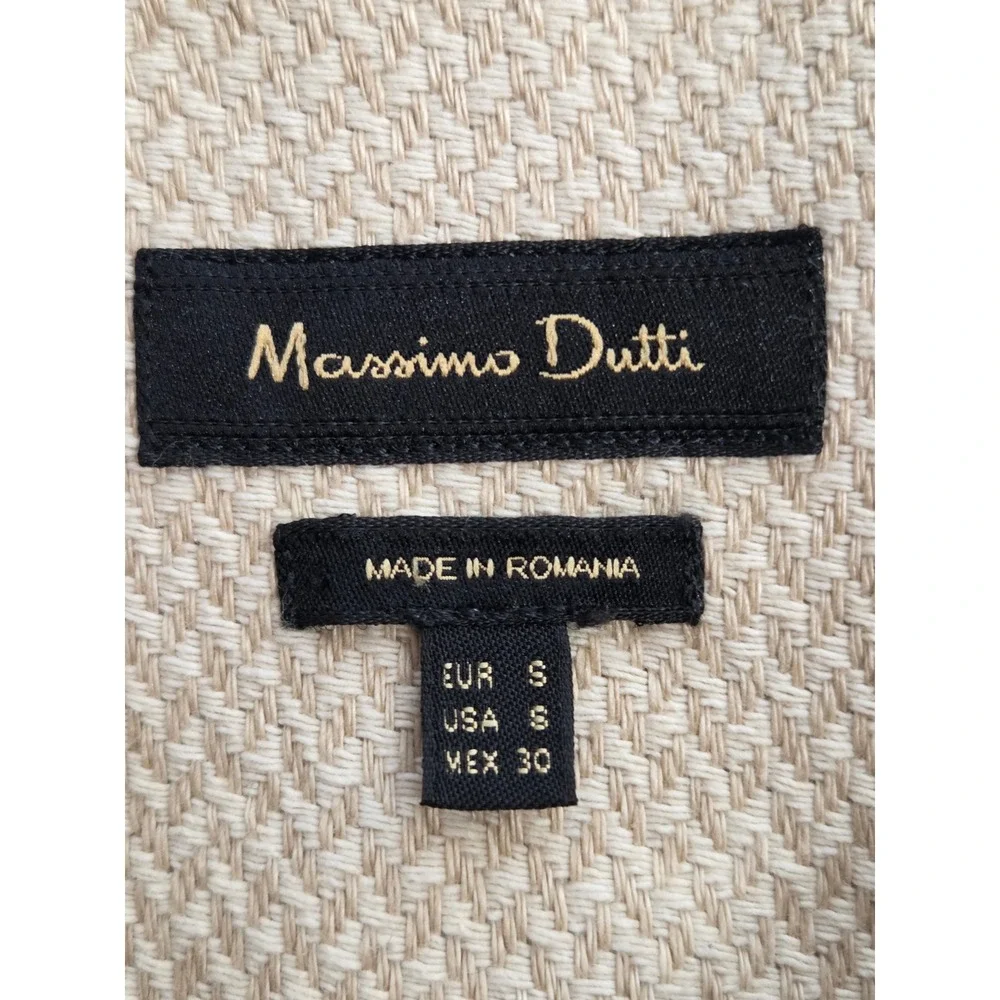 Massimo Dutti
MADE IN ROMANIA
EUR S
USA S
MEX 30